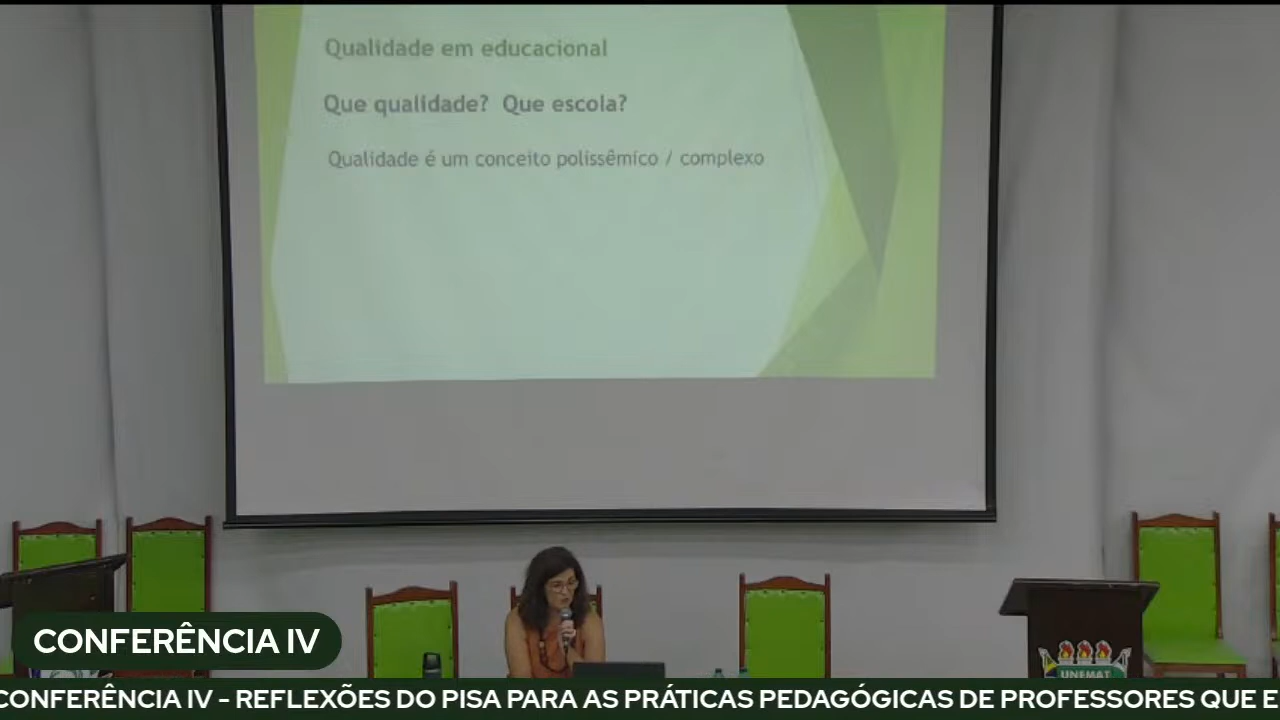 Qualidade em educacional
Que qualidade? Que escola?
Qualidade é um conceito polissêmico / complexo
UNEMAT
CONFERÊNCIA IV
CONFERÊNCIA IV - REFLEXÕES DO PISA PARA AS PRÁTICAS PEDAGÓGICAS DE PROFESSORES QUE E